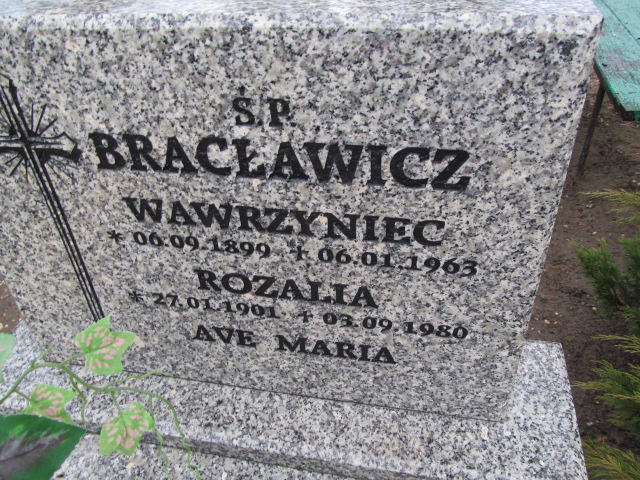 Ś.P.
BRACŁAWICZ
WAWRZYNIEC
* 06.09.1899 + 06.01.1963
ROZALIA
* 27.01.1901 + 03.09.1980
AVE MARIA